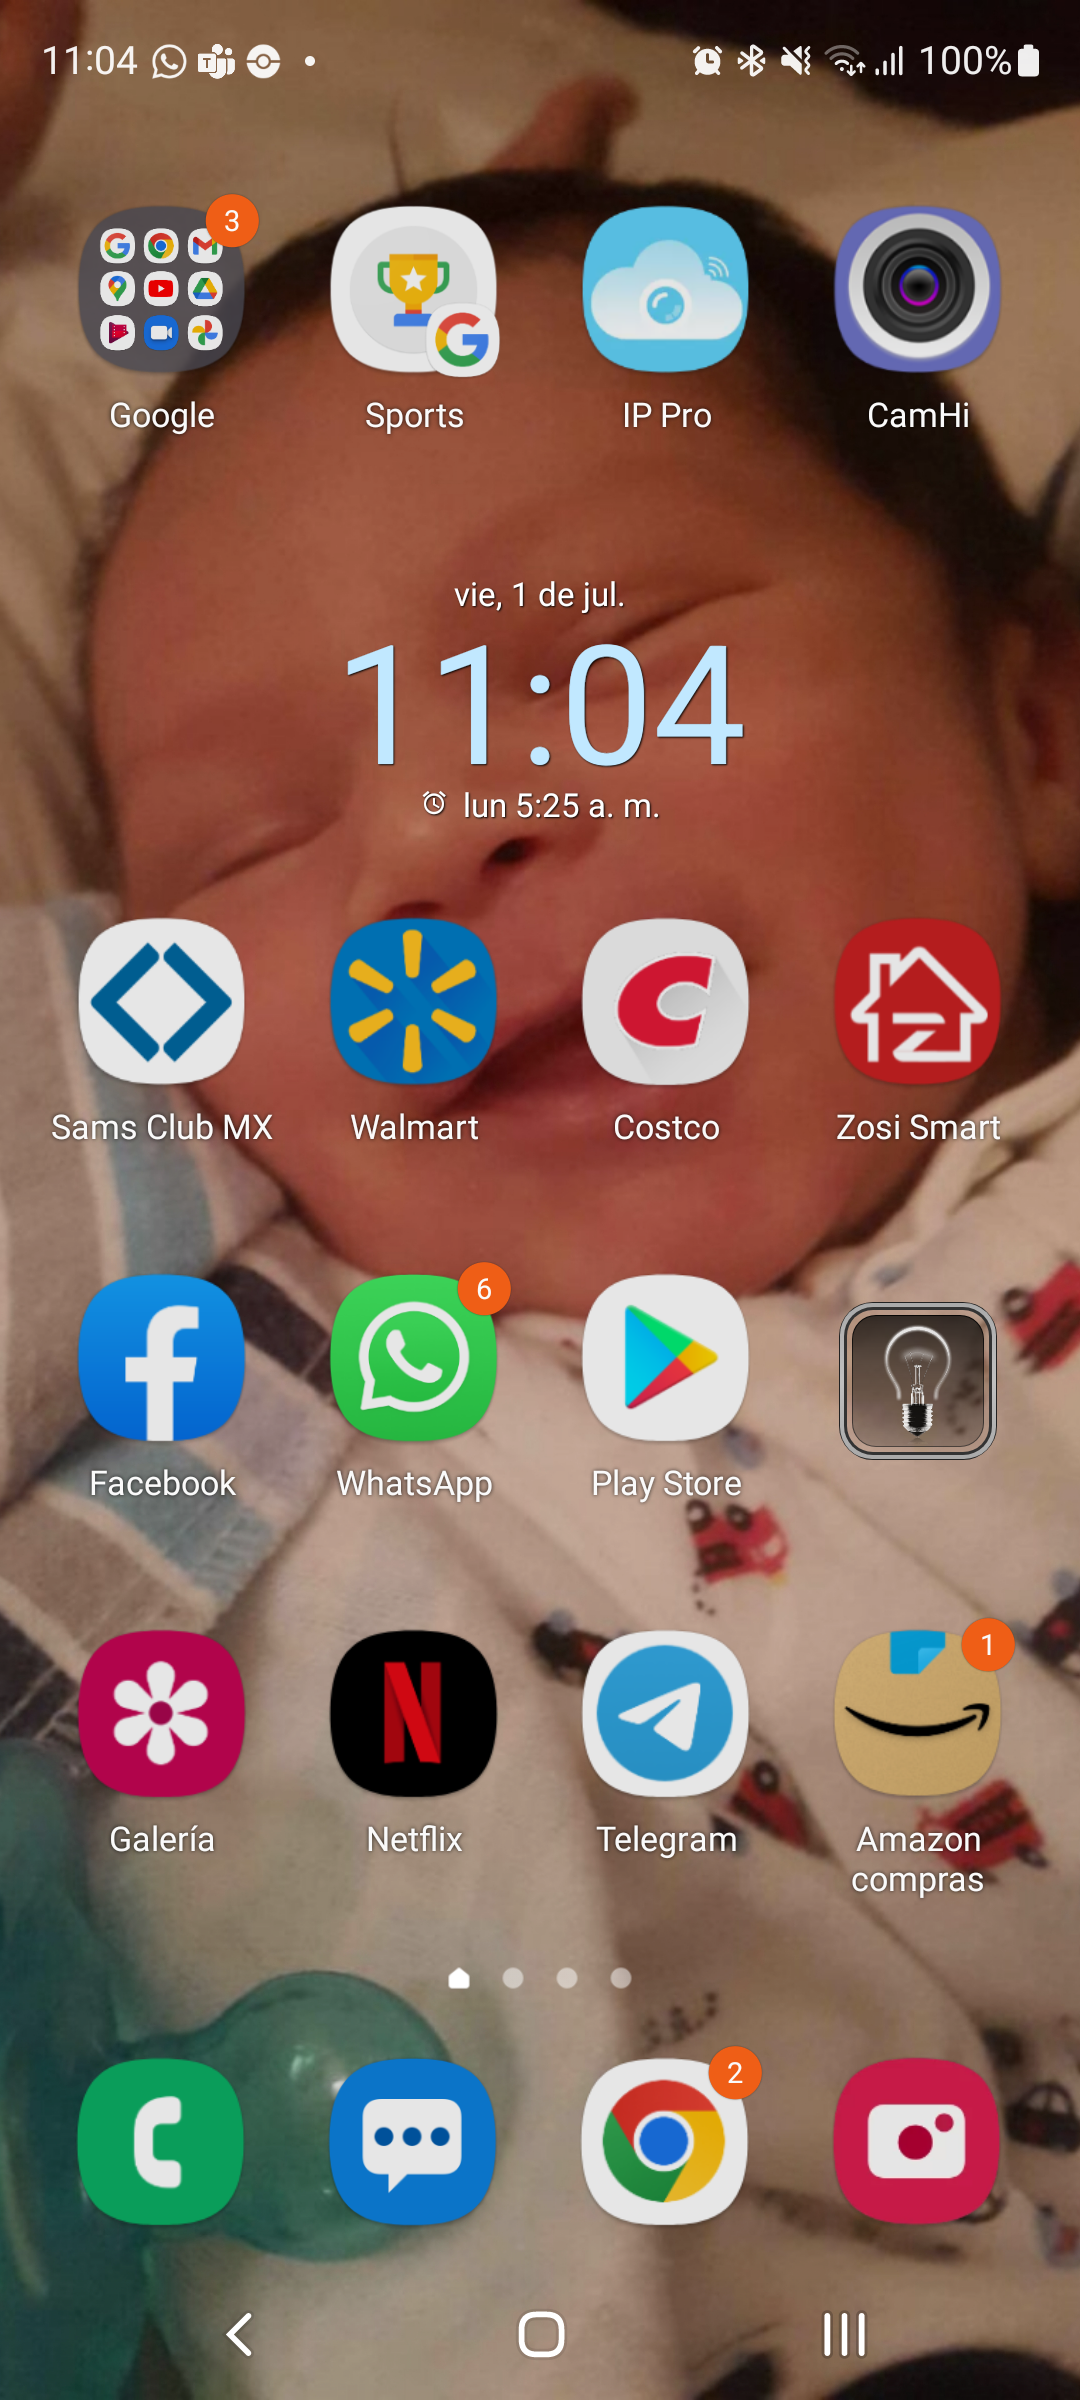 11:04 100%
3
Google Sports IP Pro CamHi
vie, 1 de jul.
11:04
lun 5:25 a. m.
Sams Club MX Walmart Costco Zosi Smart
6
Facebook WhatsApp Play Store
1
Galería Netflix Telegram Amazon
compras
2